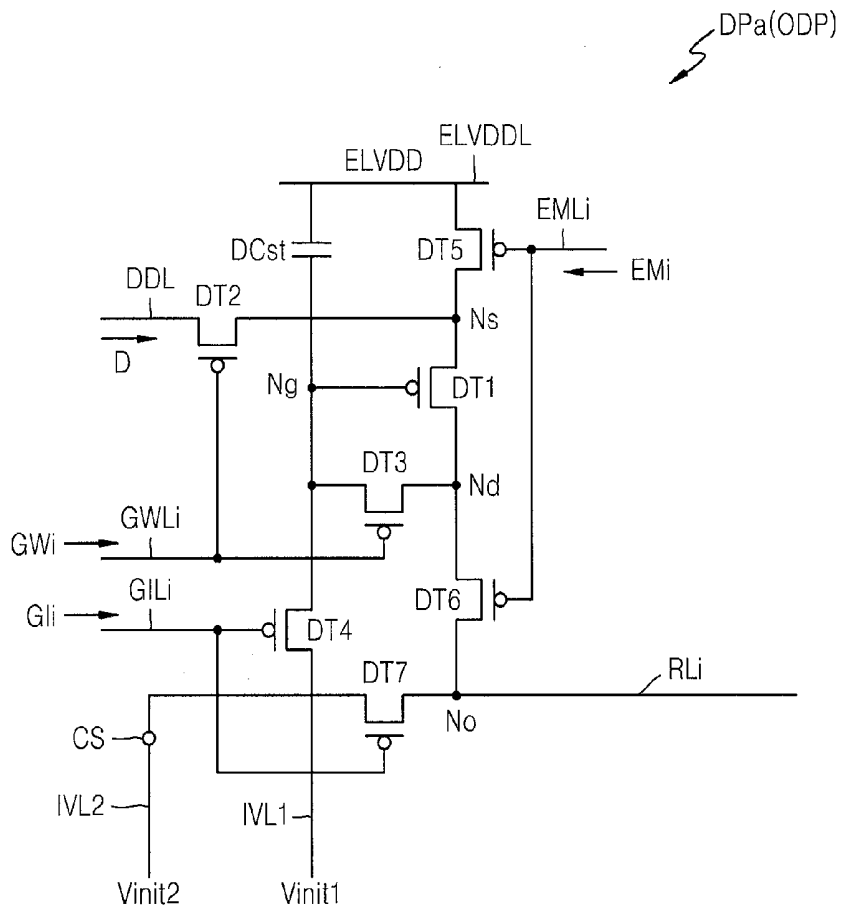 DPa(ODP)
ELVDDL
ELVDD
EMLi
DCst
DT5
EMi
DDL
DT2
Ns
D
Ng
DT1
DT3
Nd
GWLi
GWi
GILi
GIi
DT6
DT4
DT7
RLi
No
CS
IVL2
IVL1
Vinit2
Vinit1